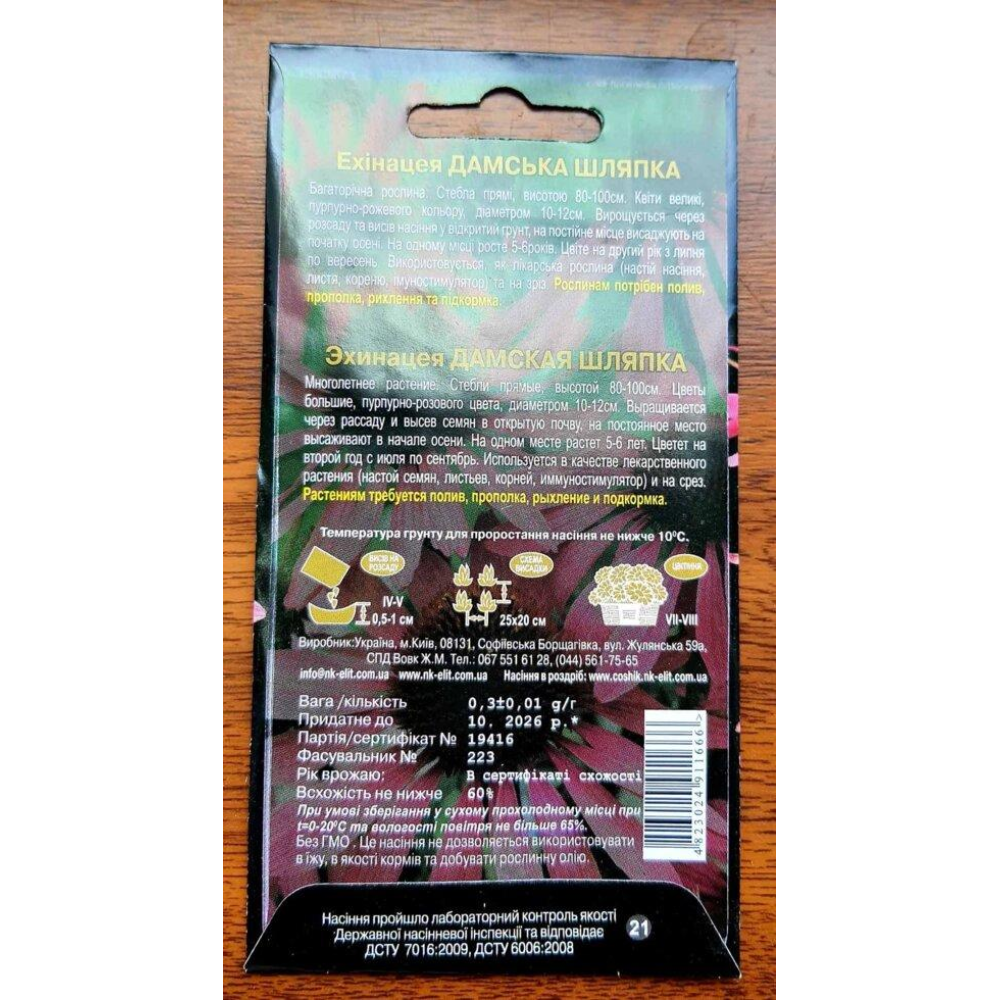 Ехінацея ДАМСЬКА ШЛЯПКА
Багаторічна рослина. Стебла прямі, висотою 80-100см. Квіти великі,
пурпурно-рожевого кольору, діаметром 10-12см. Вирощується через
розсаду та висів насіння у відкритий грунт, на постійне місце висаджують на
початку осені. На одному місці росте 5-6років. Цвіте на другий рік з липня
по вересень. Використовується, як лікарська рослина (настій насіння,
листя, кореню, імуностимулятор) та на зріз. Рослинам потрібен полив,
прополка, рихлення та підкормка.
Эхинацея ДАМСКАЯ ШЛЯПКА
Многолетнее растение. Стебли прямые, высотой 80-100см. Цветы
большие, пурпурно-розового цвета, диаметром 10-12см. Выращивается
через рассаду и высев семян в открытую почву, на постоянное место
высаживают в начале осени. На одном месте растет 5-6 лет. Цветет на
второй год с июля по сентябрь. Используется в качестве лекарственного
растения (настой семян, листьев, корней, иммуностимулятор) и на срез.
Растениям требуется полив, прополка, рыхление и подкормка.
Температура грунту для проростання насіння не нижче 10⁰С.
ВИСІВ НА
РОЗСАДУ
IV-V
0,5-1 см
СХЕМА
ВИСАДКИ
25х20 см
ЦВІТІННЯ
VII-VIII
Виробник:Україна, м.Київ, 08131, Софіївська Борщагівка, вул. Жулянська 59а,
СПД Вовк Ж.М. Тел.: 067 551 61 28, (044) 561-75-65
info@nk-elit.com.ua www.nk-elit.com.ua Насіння в роздріб: www.coshik.nk-elit.com.ua
Вага /кількість 0,3±0,01 g/г
Придатне до 10. 2026 р.*
Партія/сертифікат № 19416
Фасувальник № 223
Рік врожаю: В сертифікаті схожості
Всхожість не нижче 60%
При умові зберігання у сухому прохолодному місці при
t=0-20⁰С та вологості повітря не більше 65%.
Без ГМО . Це насіння не дозволяється використовувати
в їжу, в якості кормів та добувати рослинну олію.
4 823024 911666 >
Насіння пройшло лабораторний контроль якості
Державної насінневої інспекції та відповідає
ДСТУ 7016:2009, ДСТУ 6006:2008
21